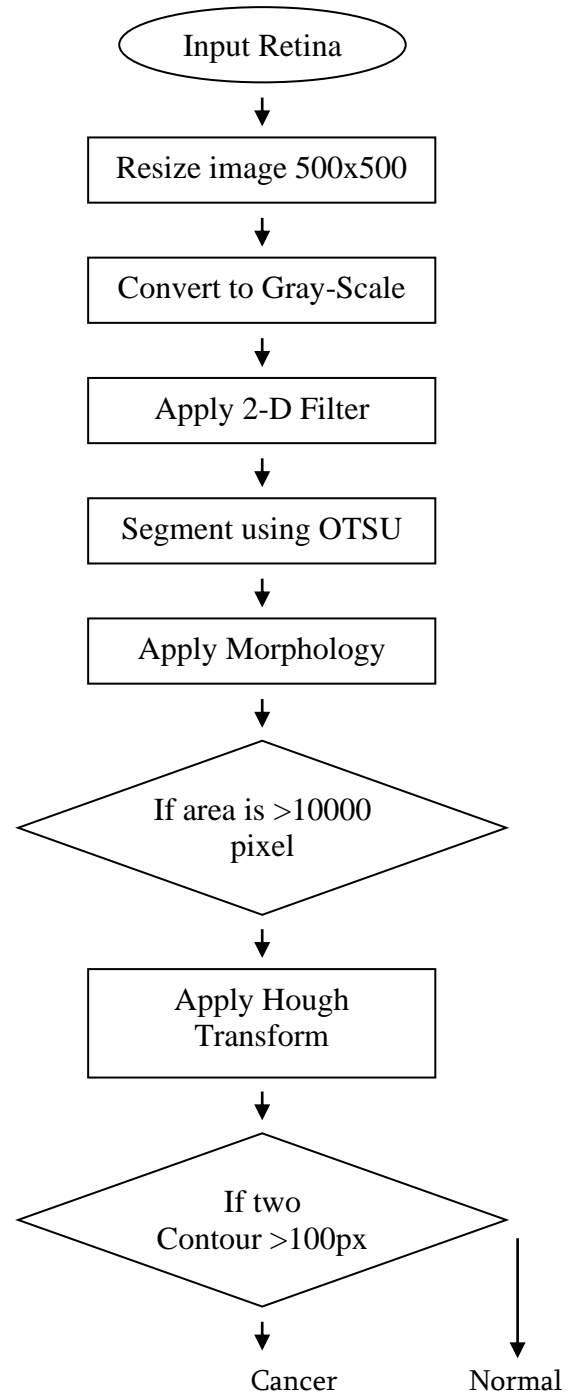 Input Retina
Resize image 500x500
Convert to Gray-Scale
Apply 2-D Filter
Segment using OTSU
Apply Morphology
If area is >10000
pixel
Apply Hough
Transform
If two
Contour >100px
Cancer
Normal